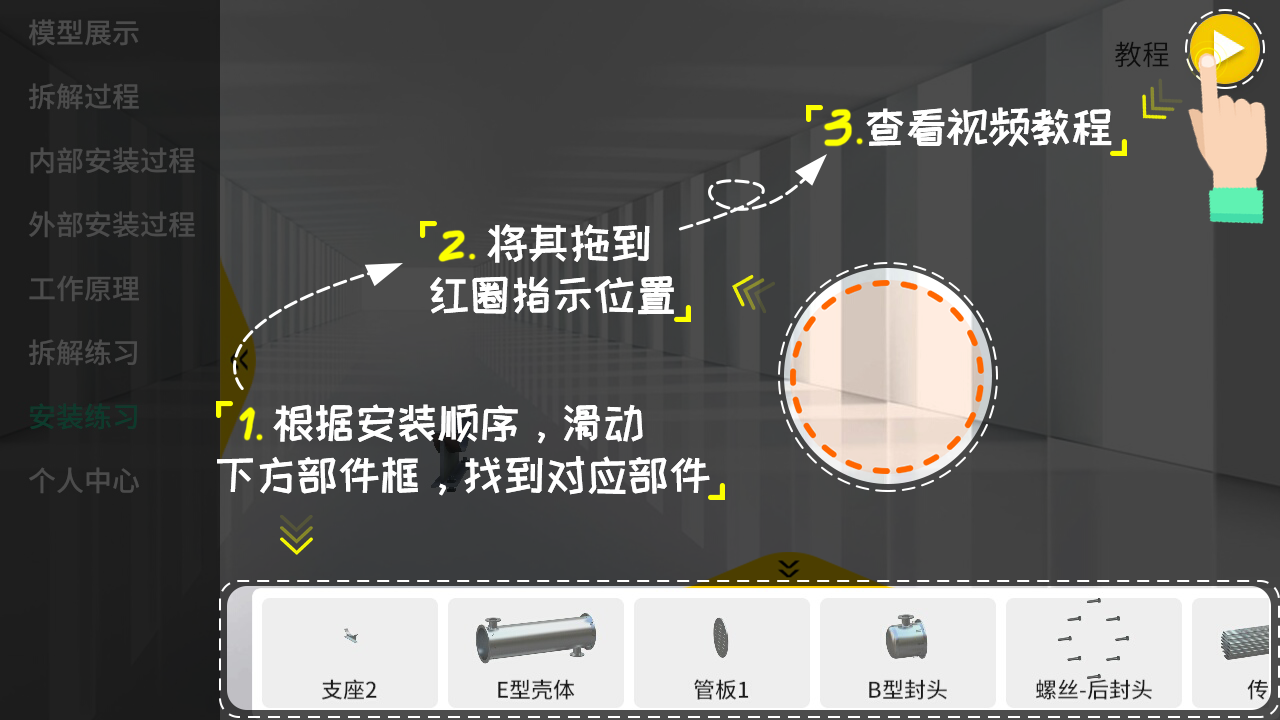 模型展示
拆解过程
内部安装过程
外部安装过程
工作原理
拆解练习
安装练习
个人中心
教程
3.查看视频教程
2. 将其拖到
红圈指示位置
1. 根据安装顺序，滑动
下方部件框，找到对应部件
支座2
E型壳体
管板1
B型封头
螺丝-后封头
传